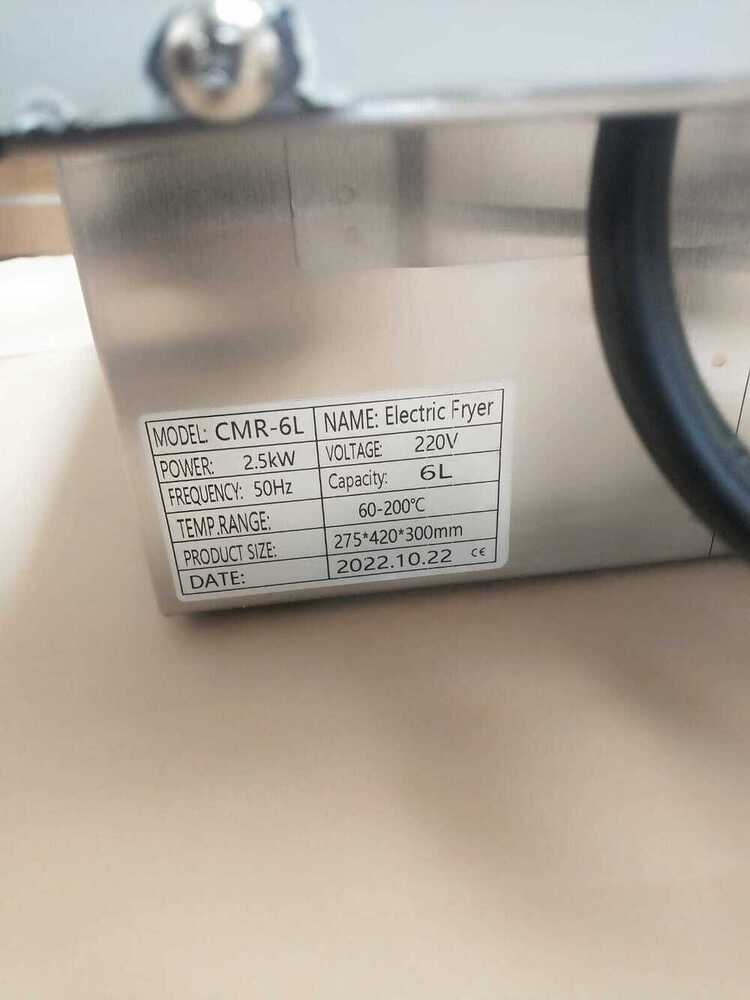 MODEL: CMR-6L NAME: Electric Fryer
POWER: 2.5kW VOLTAGE: 220V
FREQUENCY: 50Hz Capacity: 6L
TEMP.RANGE: 60-200℃
PRODUCT SIZE: 275*420*300mm
DATE: 2022.10.22 CE